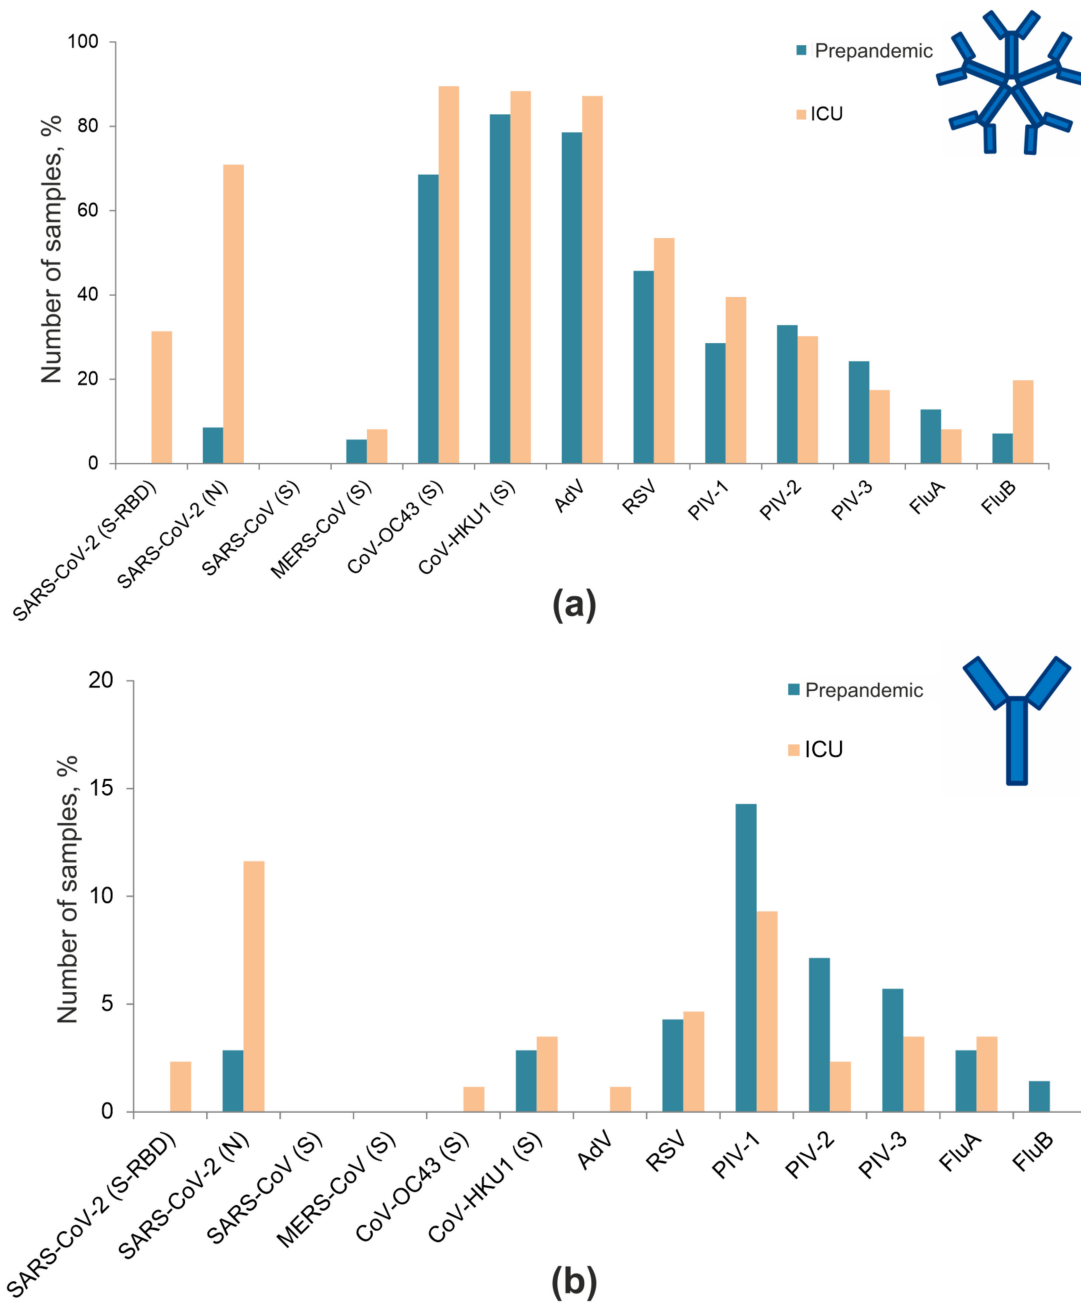 100
80
60
40
20
0
Number of samples, %
Prepandemic
ICU
SARS-CoV-2 (S-RBD)
SARS-CoV-2 (N)
SARS-CoV (S)
MERS-CoV (S)
CoV-OC43 (S)
CoV-HKU1 (S)
AdV
RSV
PIV-1
PIV-2
PIV-3
FluA
FluB
(a)
20
15
10
5
0
Number of samples, %
Prepandemic
ICU
SARS-CoV-2 (S-RBD)
SARS-CoV-2 (N)
SARS-CoV (S)
MERS-CoV (S)
CoV-OC43 (S)
CoV-HKU1 (S)
AdV
RSV
PIV-1
PIV-2
PIV-3
FluA
FluB
(b)